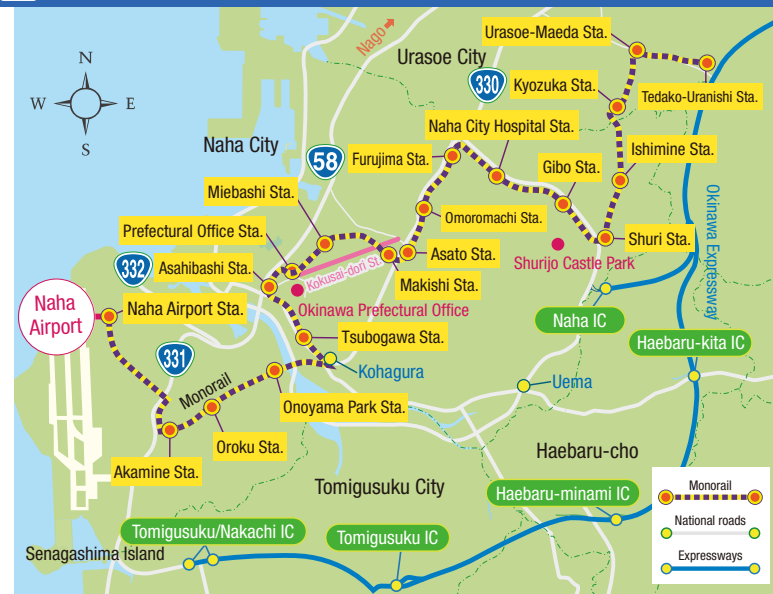 Nago
Urasoe City
Urasoe-Maeda Sta.
330
Kyozuka Sta.
Tedako-Uranishi Sta.
N
W
E
S
Naha City
58
Naha City Hospital Sta.
Furujima Sta.
Gibo Sta.
Ishimine Sta.
Miebashi Sta.
Omoromachi Sta.
Okinawa Expressway
Prefectural Office Sta.
332
Asahibashi Sta.
Kokusai-dori St.
Asato Sta.
Shuri Sta.
Shurijo Castle Park
Makishi Sta.
Naha
Airport
Naha Airport Sta.
Okinawa Prefectural Office
Naha IC
Tsubogawa Sta.
Haebaru-kita IC
331
Kohagura
Uema
Monorail
Onoyama Park Sta.
Oroku Sta.
Akamine Sta.
Haebaru-cho
Tomigusuku City
Haebaru-minami IC
Monorail
National roads
Expressways
Tomigusuku/Nakachi IC
Tomigusuku IC
Senagashima Island